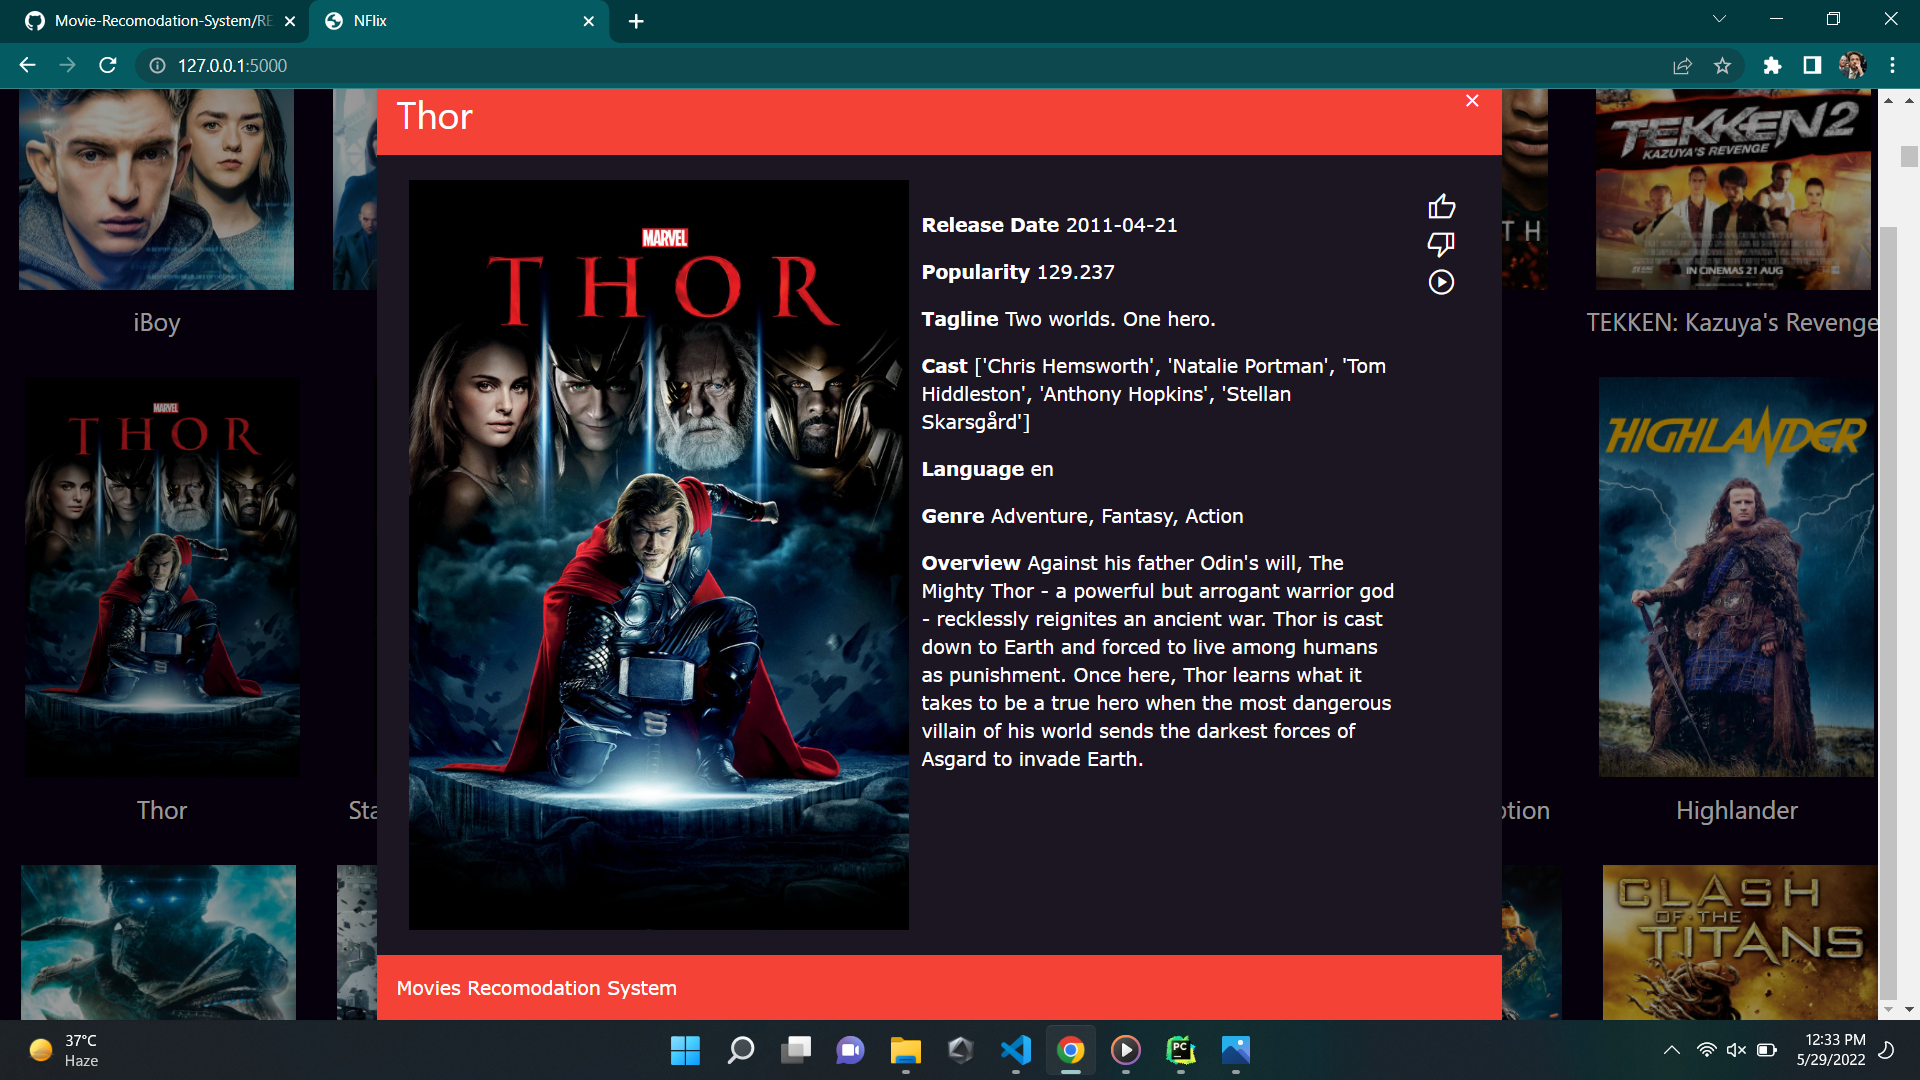 Movie-Recomodation-System/RE
NFlix
127.0.0.1:5000
Thor
TEKKEN 2
KAZUYA'S REVENGE
IN CINEMAS 21 AUG
iBoy
TEKKEN: Kazuya's Revenge
MARVEL
THOR
Release Date 2011-04-21
Popularity 129.237
Tagline Two worlds. One hero.
Cast ['Chris Hemsworth', 'Natalie Portman', 'Tom
Hiddleston', 'Anthony Hopkins', 'Stellan
Skarsgård']
Language en
Genre Adventure, Fantasy, Action
Overview Against his father Odin's will, The
Mighty Thor - a powerful but arrogant warrior god
- recklessly reignites an ancient war. Thor is cast
down to Earth and forced to live among humans
as punishment. Once here, Thor learns what it
takes to be a true hero when the most dangerous
villain of his world sends the darkest forces of
Asgard to invade Earth.
TH
MARVEL
THOR
HIGHLANDER
Thor
Sta
otion
Highlander
CLASH
OF THE
TITANS
Movies Recomodation System
37°C
Haze
PC
12:33 PM
5/29/2022